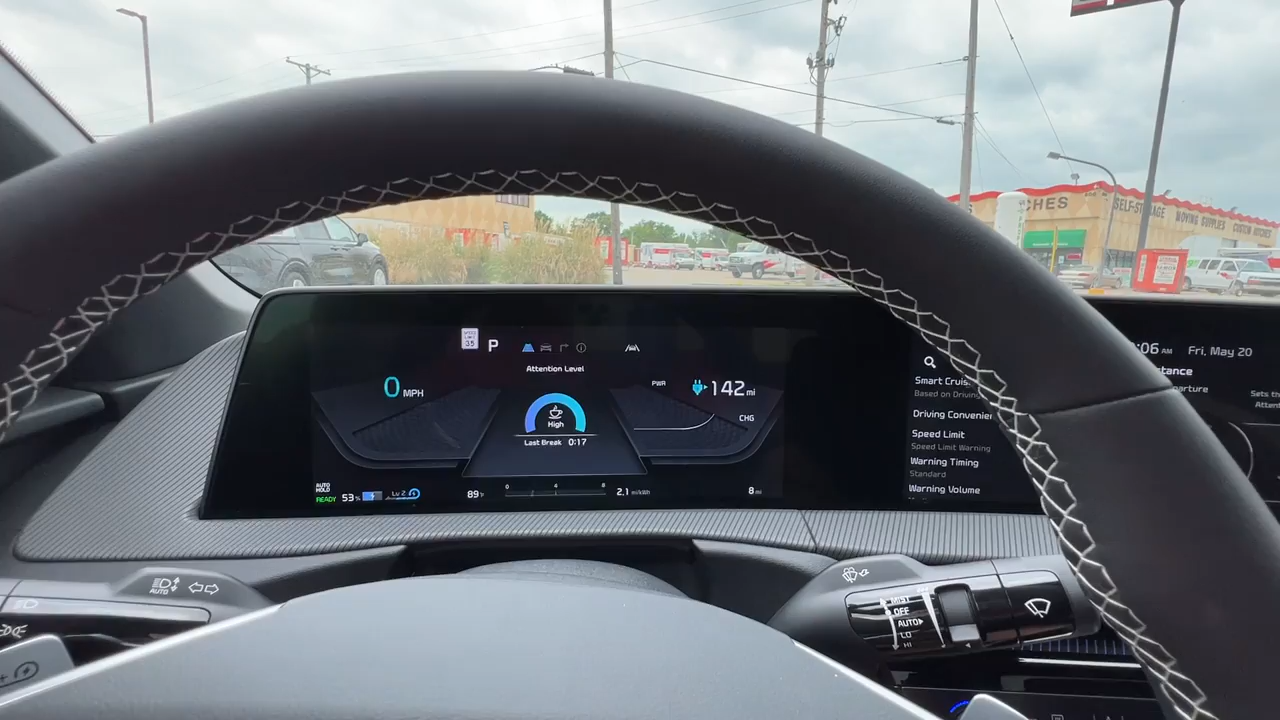 CHES
SELF-STORAGE
MOVING SUPPLIES
CUSTOM HITCHES
SPEED
LIMIT
35
P
Attention Level
0 MPH
High
Last Break 0:17
PWR
142 mi
CHG
AUTO
HOLD
READY
53%
Lv 2
89°F
0 4 8
2.1 mi/kWh
8 mi
Smart Cruis
Based on Driving
Driving Convenien
Speed Limit
Speed Limit Warning
Warning Timing
Standard
Warning Volume
:06 AM
Fri, May 20
stance
parture
Sets th
Atten
AUTO
MIST
OFF
AUTO
LO
HI